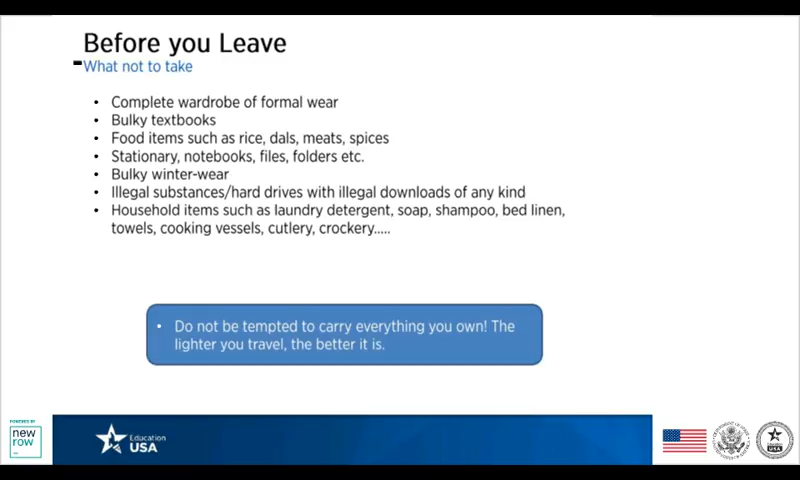 Before you Leave
What not to take
• Complete wardrobe of formal wear
• Bulky textbooks
• Food items such as rice, dals, meats, spices
• Stationary, notebooks, files, folders etc.
• Bulky winter-wear
• Illegal substances/hard drives with illegal downloads of any kind
• Household items such as laundry detergent, soap, shampoo, bed linen,
towels, cooking vessels, cutlery, crockery.....
• Do not be tempted to carry everything you own! The
lighter you travel, the better it is.
POWERED BY
new
row
Education
USA